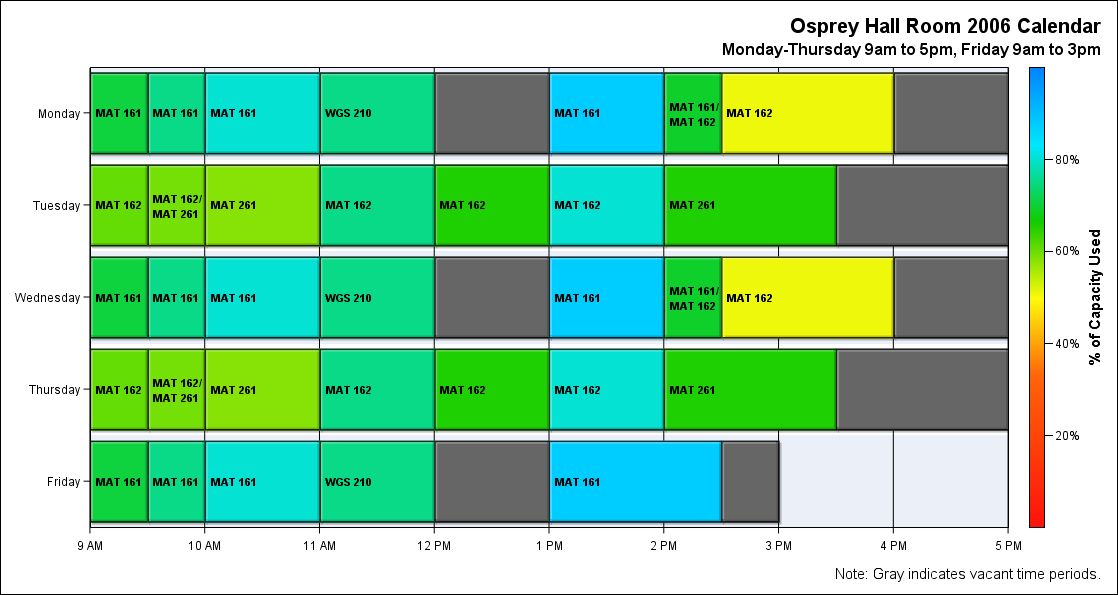 Osprey Hall Room 2006 Calendar
Monday-Thursday 9am to 5pm, Friday 9am to 3pm
Monday
MAT 161
MAT 161
MAT 161
WGS 210
MAT 161
MAT 161/
MAT 162
MAT 162
Tuesday
MAT 162
MAT 162/
MAT 261
MAT 261
MAT 162
MAT 162
MAT 162
MAT 261
Wednesday
MAT 161
MAT 161
MAT 161
WGS 210
MAT 161
MAT 161/
MAT 162
MAT 162
Thursday
MAT 162
MAT 162/
MAT 261
MAT 261
MAT 162
MAT 162
MAT 162
MAT 261
Friday
MAT 161
MAT 161
MAT 161
WGS 210
MAT 161
9 AM
10 AM
11 AM
12 PM
1 PM
2 PM
3 PM
4 PM
5 PM
80%
60%
40%
20%
% of Capacity Used
Note: Gray indicates vacant time periods.